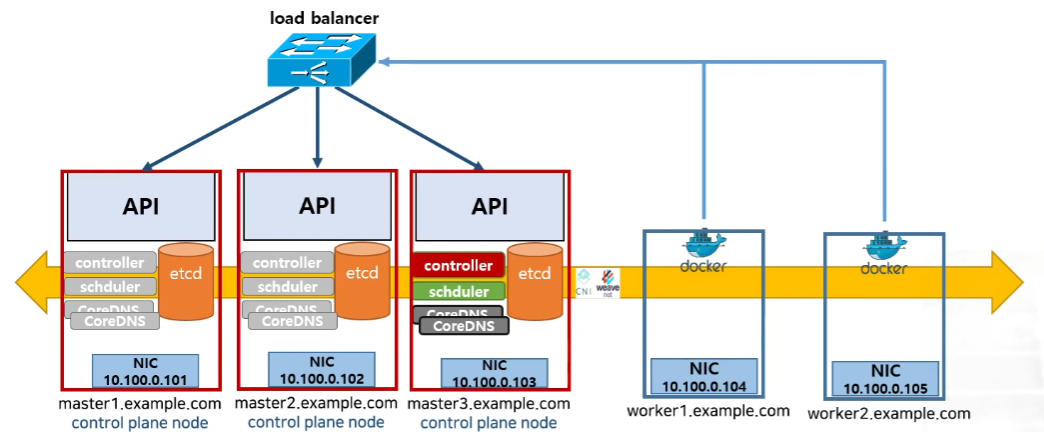 load balancer
API
API
API
controller
schduler
CoreDNS
CoreDNS
etcd
controller
schduler
CoreDNS
CoreDNS
etcd
controller
schduler
CoreDNS
CoreDNS
etcd
CNI
weave
net
docker
docker
NIC
10.100.0.101
NIC
10.100.0.102
NIC
10.100.0.103
NIC
10.100.0.104
NIC
10.100.0.105
master1.example.com
control plane node
master2.example.com
control plane node
master3.example.com
control plane node
worker1.example.com
worker2.example.com